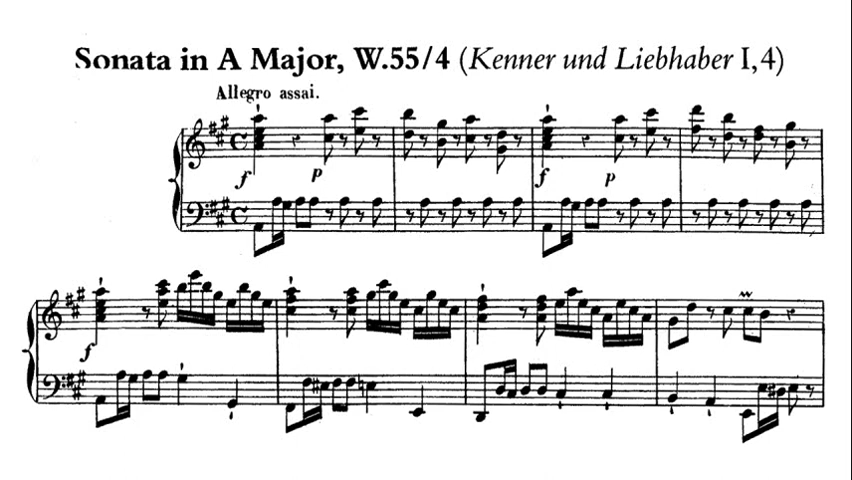 Sonata in A Major, W.55/4 (Kenner und Liebhaber I,4)
Allegro assai.
f p f p
f